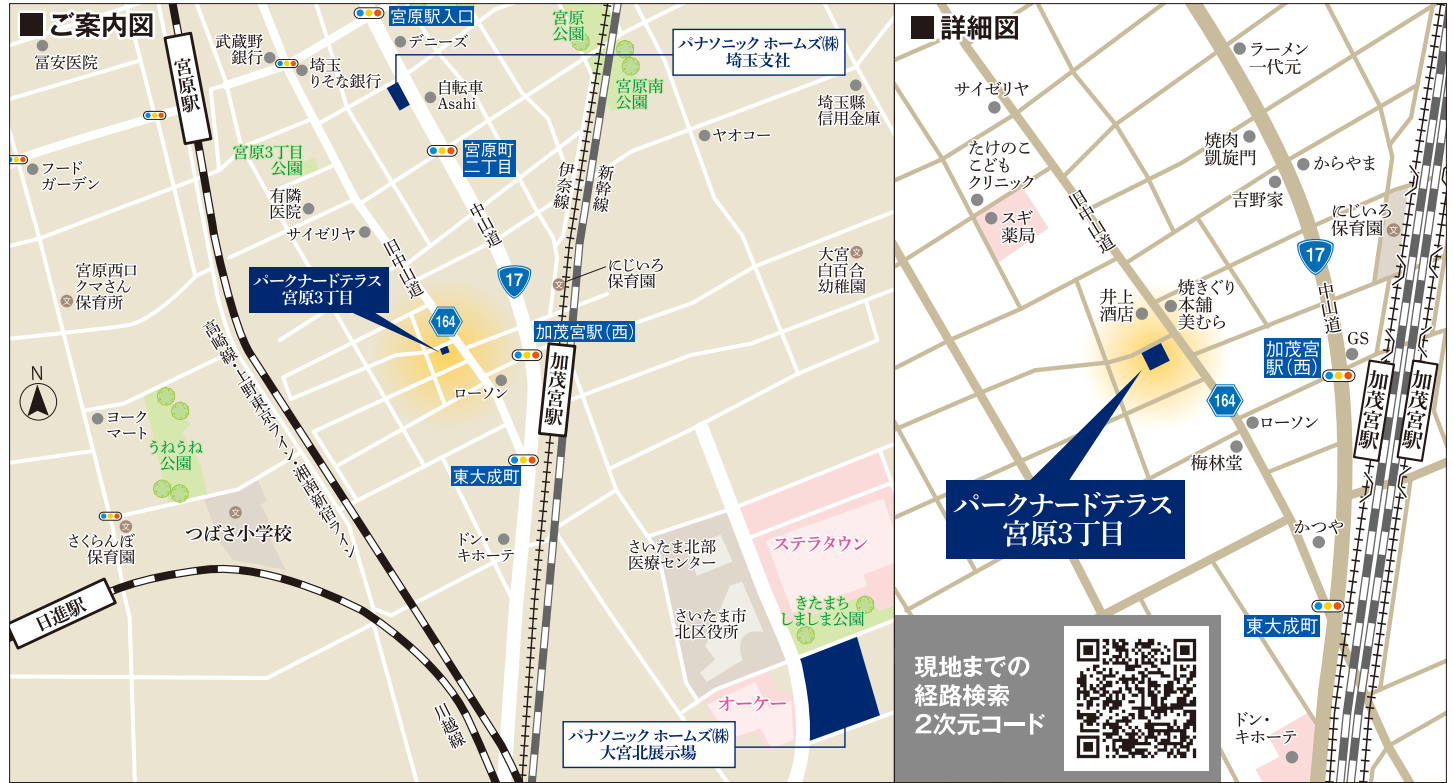 ■ ご案内図
宮原駅入口
デニーズ
宮原
公園
パナソニック ホームズ㈱
埼玉支社
冨安医院
武蔵野
銀行
埼玉
りそな銀行
宮原駅
自転車
Asahi
宮原南
公園
埼玉縣
信用金庫
ヤオコー
フード
ガーデン
宮原3丁目
公園
宮原町
二丁目
伊奈線
新幹線
有隣
医院
サイゼリヤ
旧中山道
中山道
17
宮原西口
クマさん
保育所
文
パークナードテラス
宮原3丁目
164
文
にじいろ
保育園
大宮
白百合
幼稚園
文
加茂宮駅(西)
加茂宮駅
ローソン
N
高崎線・上野東京ライン・湘南新宿ライン
ヨーク
マート
うねうね
公園
東大成町
文
さくらんぼ
保育園
文
つばさ小学校
ドン・
キホーテ
さいたま北部
医療センター
ステラタウン
さいたま市
北区役所
きたまち
しましま公園
日進駅
川越線
オーケー
パナソニック ホームズ㈱
大宮北展示場
■ 詳細図
ラーメン
一代元
サイゼリヤ
たけのこ
こども
クリニック
焼肉
凱旋門
からやま
吉野家
スギ
薬局
旧中山道
にじいろ
保育園
文
17
中山道
井上
酒店
焼きぐり
本舗
美むら
GS
加茂宮
駅(西)
加茂宮駅
加茂宮駅
164
ローソン
梅林堂
パークナードテラス
宮原3丁目
かつや
東大成町
現地までの
経路検索
2次元コード
ドン・
キホーテ